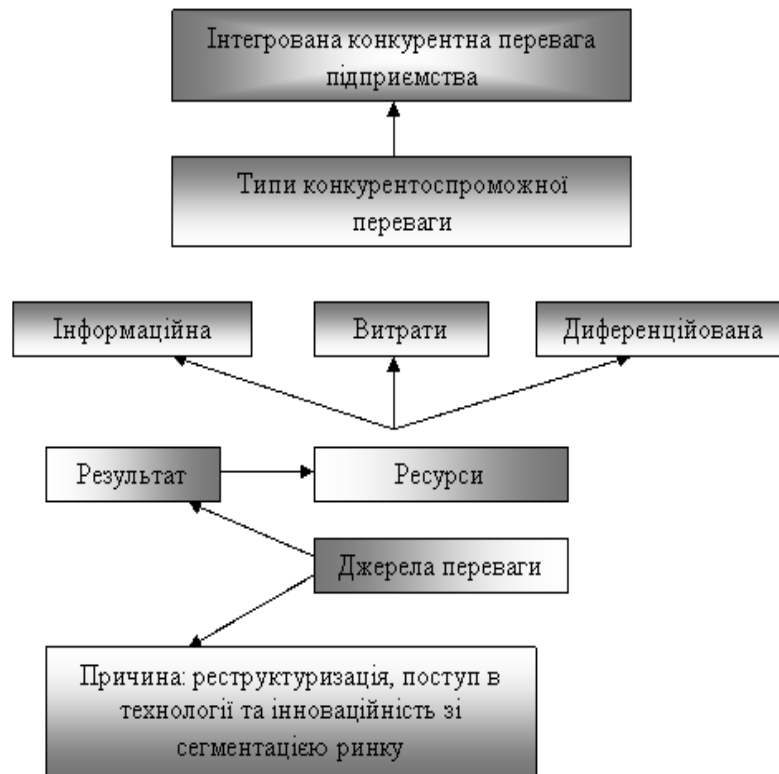 Інтегрована конкурентна перевага
підприємства
Типи конкурентоспроможної
переваги
Інформаційна
Витрати
Диференційована
Результат
Ресурси
Джерела переваги
Причина: реструктуризація, поступ в
технології та інноваційність зі
сегментацією ринку